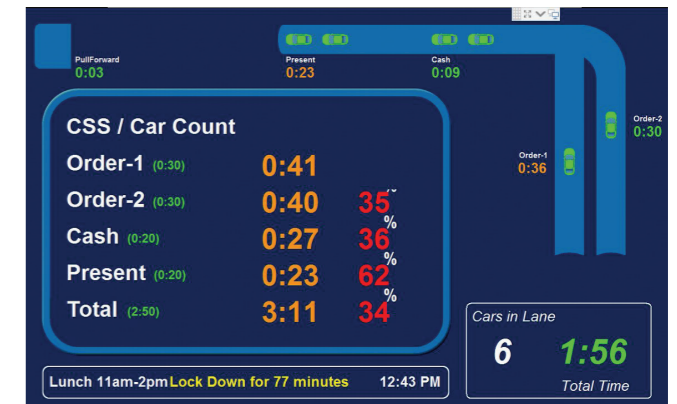 PullForward
0:03
Present
0:23
Cash
0:09
Order-2
0:30
Order-1
0:36
CSS / Car Count
Order-1 (0:30) 0:41
Order-2 (0:30) 0:40 35%
Cash (0:20) 0:27 36%
Present (0:20) 0:23 62%
Total (2:50) 3:11 34%
Lunch 11am-2pm Lock Down for 77 minutes 12:43 PM
Cars in Lane
6 1:56
Total Time